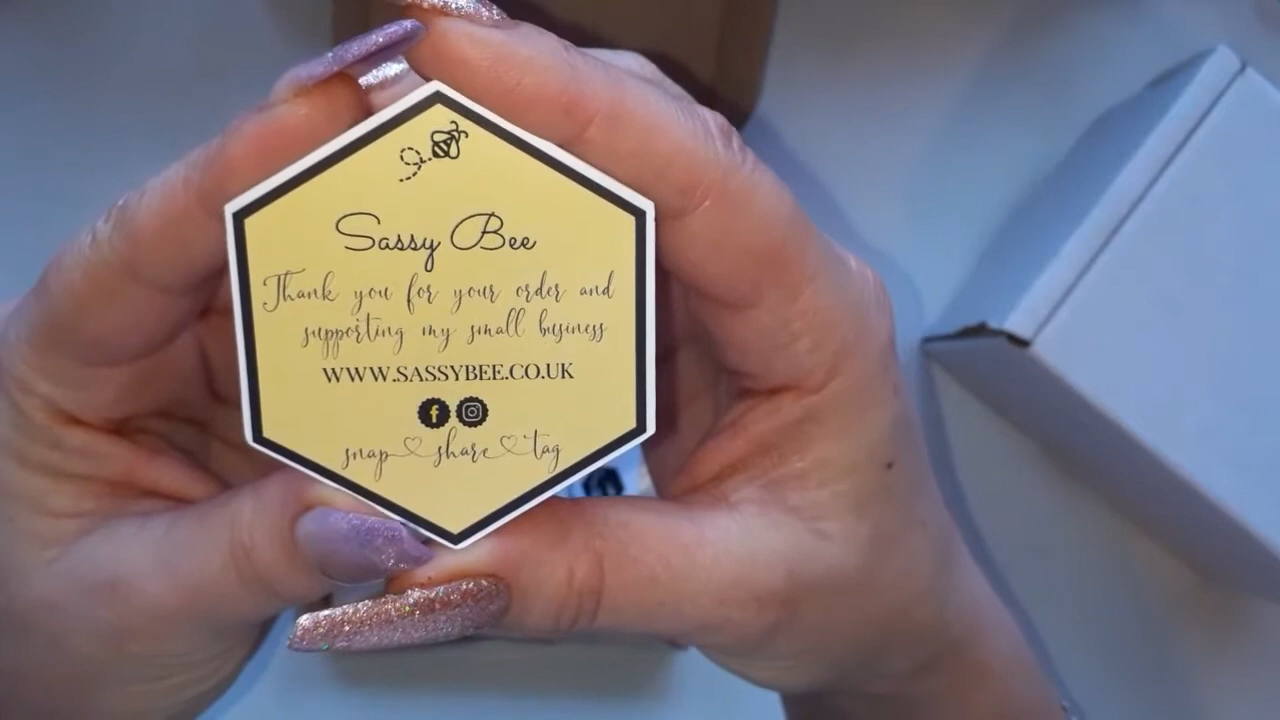 Sassy Bee
Thank you for your order and
supporting my small business
WWW.SASSYBEE.CO.UK
snap share tag